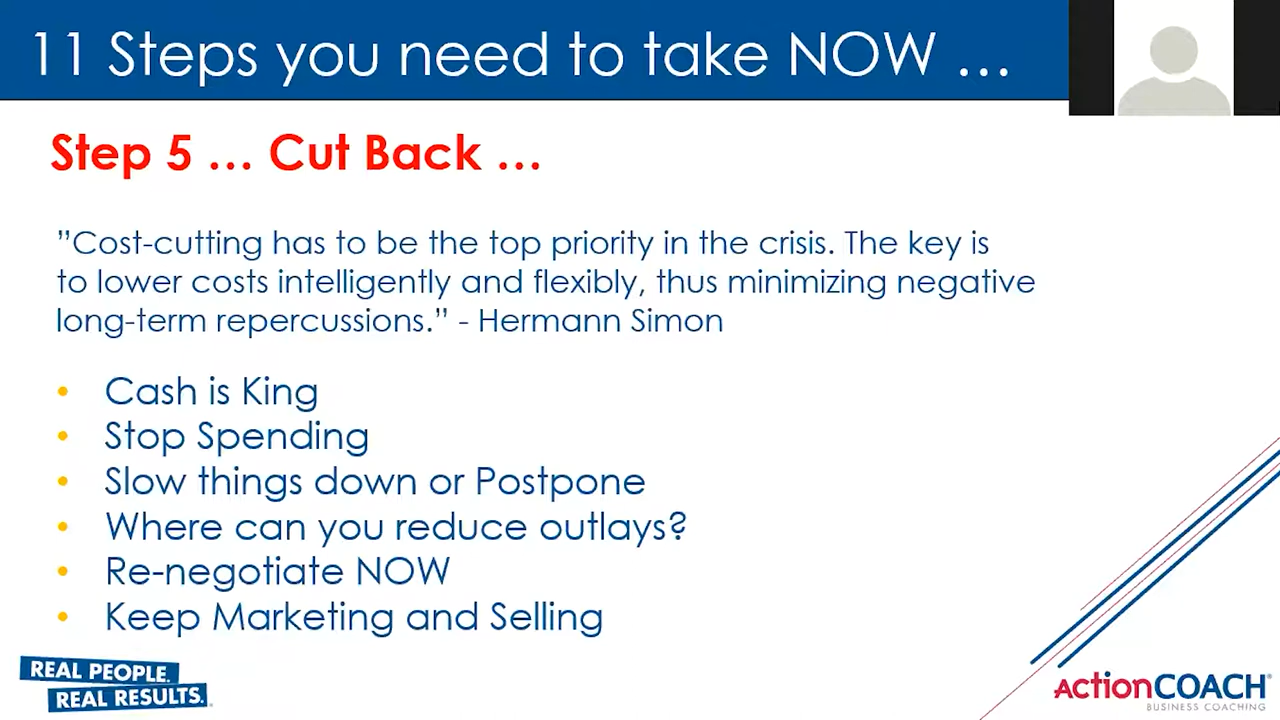 11 Steps you need to take NOW ...
Step 5 ... Cut Back ...
”Cost-cutting has to be the top priority in the crisis. The key is
to lower costs intelligently and flexibly, thus minimizing negative
long-term repercussions.” - Hermann Simon
• Cash is King
• Stop Spending
• Slow things down or Postpone
• Where can you reduce outlays?
• Re-negotiate NOW
• Keep Marketing and Selling
REAL PEOPLE.
REAL RESULTS.
ActionCOACH®
BUSINESS COACHING